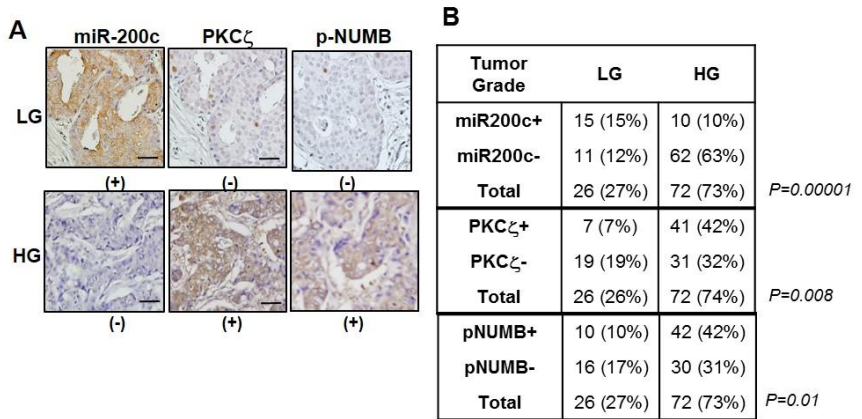 A
miR-200c PKCζ p-NUMB
LG
(+) (-) (-)
HG
(-) (+) (+)
B
Tumor Grade LG HG
miR200c+ 15 (15%) 10 (10%)
miR200c- 11 (12%) 62 (63%)
Total 26 (27%) 72 (73%) P=0.00001
PKCζ+ 7 (7%) 41 (42%)
PKCζ- 19 (19%) 31 (32%)
Total 26 (26%) 72 (74%) P=0.008
pNUMB+ 10 (10%) 42 (42%)
pNUMB- 16 (17%) 30 (31%)
Total 26 (27%) 72 (73%) P=0.01